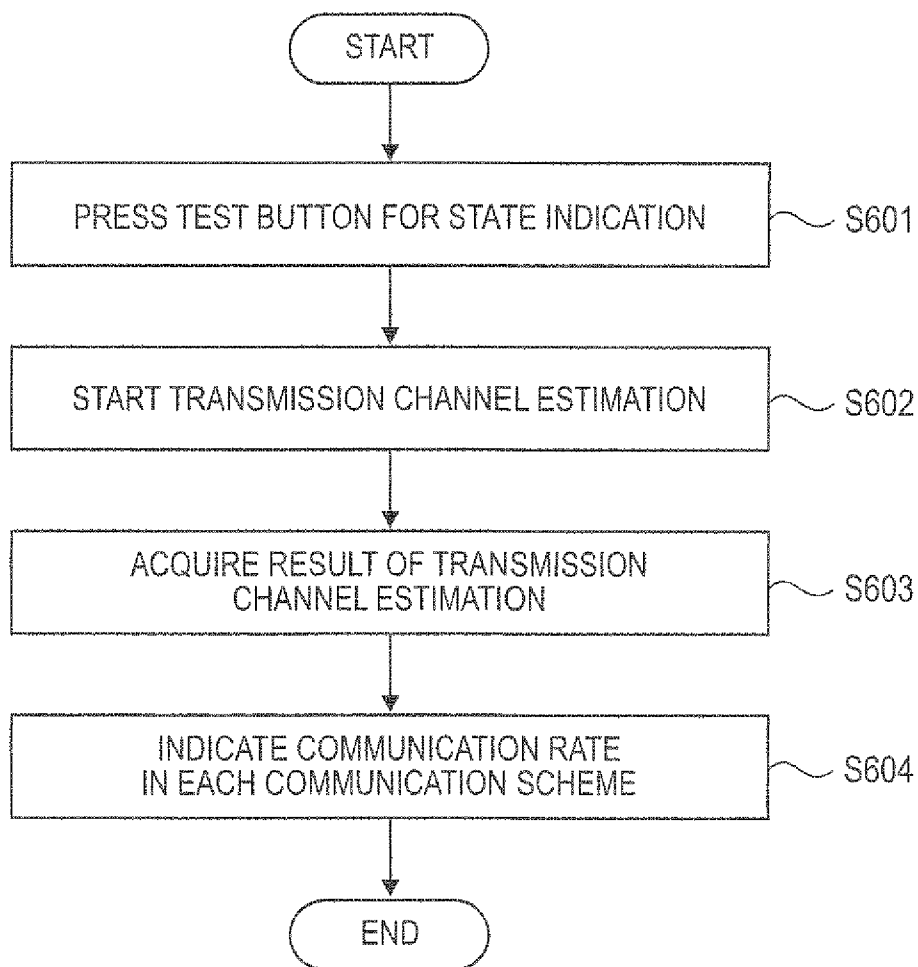 START
PRESS TEST BUTTON FOR STATE INDICATION
S601
START TRANSMISSION CHANNEL ESTIMATION
S602
ACQUIRE RESULT OF TRANSMISSION
CHANNEL ESTIMATION
S603
INDICATE COMMUNICATION RATE
IN EACH COMMUNICATION SCHEME
S604
END